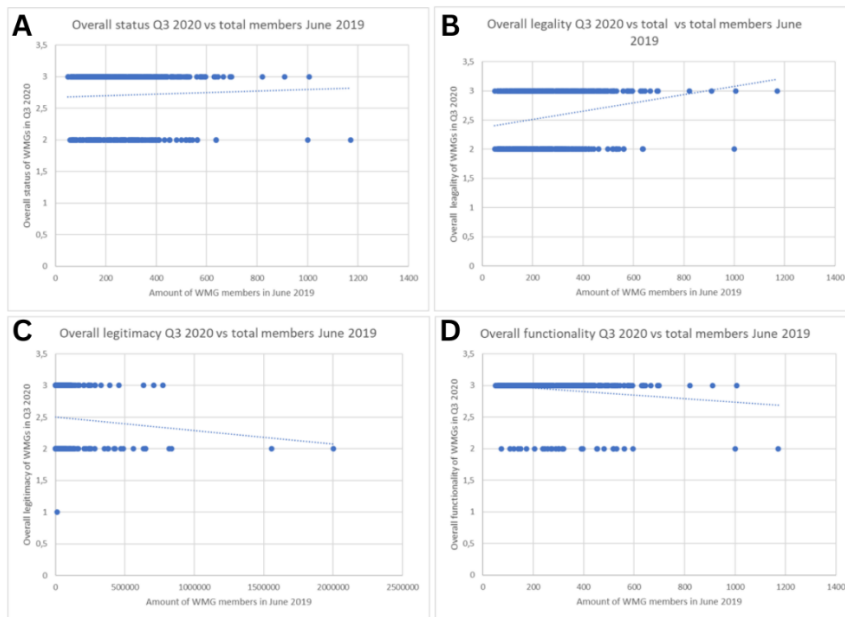 A
Overall status Q3 2020 vs total members June 2019
3,5
3
2,5
2
1,5
1
0,5
0
0 200 400 600 800 1000 1200 1400
Overall status of WMGs in Q3 2020
Amount of WMG members in June 2019
B
Overall legality Q3 2020 vs total vs total members June
2019
3,5
3
2,5
2
1,5
1
0,5
0
0 200 400 600 800 1000 1200 1400
Overall leagality of WMGs in Q3 2020
Amount of WMG members in June 2019
C
Overall legitimacy Q3 2020 vs total members June 2019
3,5
3
2,5
2
1,5
1
0,5
0
0 500000 1000000 1500000 2000000 2500000
Overall legitimacy of WMGs in Q3 2020
Amount of WMG members in June 2019
D
Overall functionality Q3 2020 vs total members June 2019
3,5
3
2,5
2
1,5
1
0,5
0
0 200 400 600 800 1000 1200 1400
Overall functionality of WMGs in Q3 2020
Amount of WMG members in June 2019